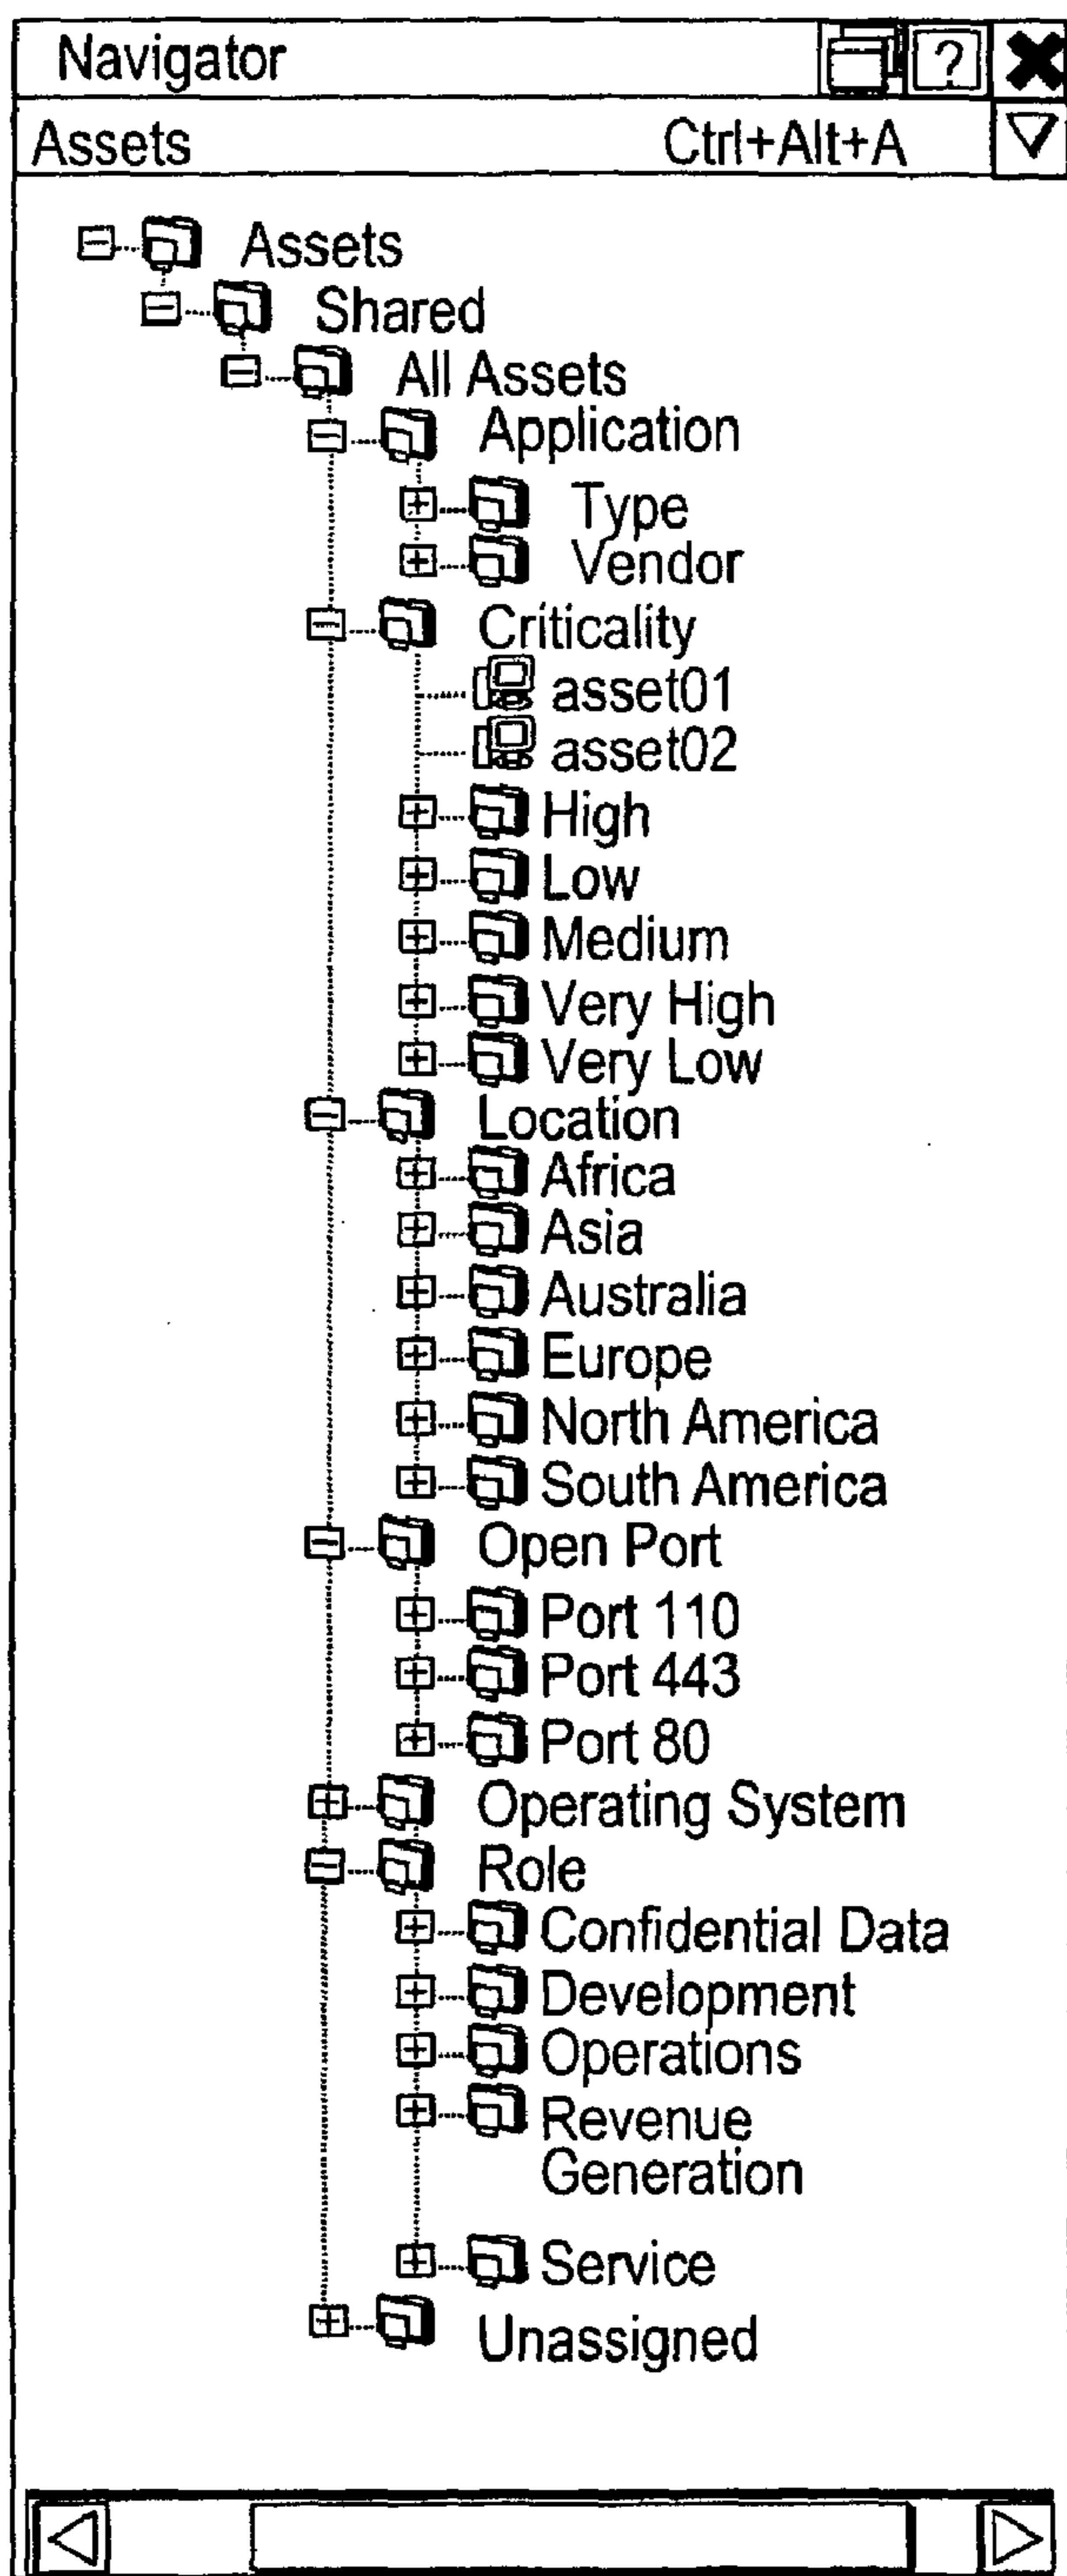 Navigator
?
Assets Ctrl+Alt+A
Assets
Shared
All Assets
Application
Type
Vendor
Criticality
asset01
asset02
High
Low
Medium
Very High
Very Low
Location
Africa
Asia
Australia
Europe
North America
South America
Open Port
Port 110
Port 443
Port 80
Operating System
Role
Confidential Data
Development
Operations
Revenue
Generation
Service
Unassigned